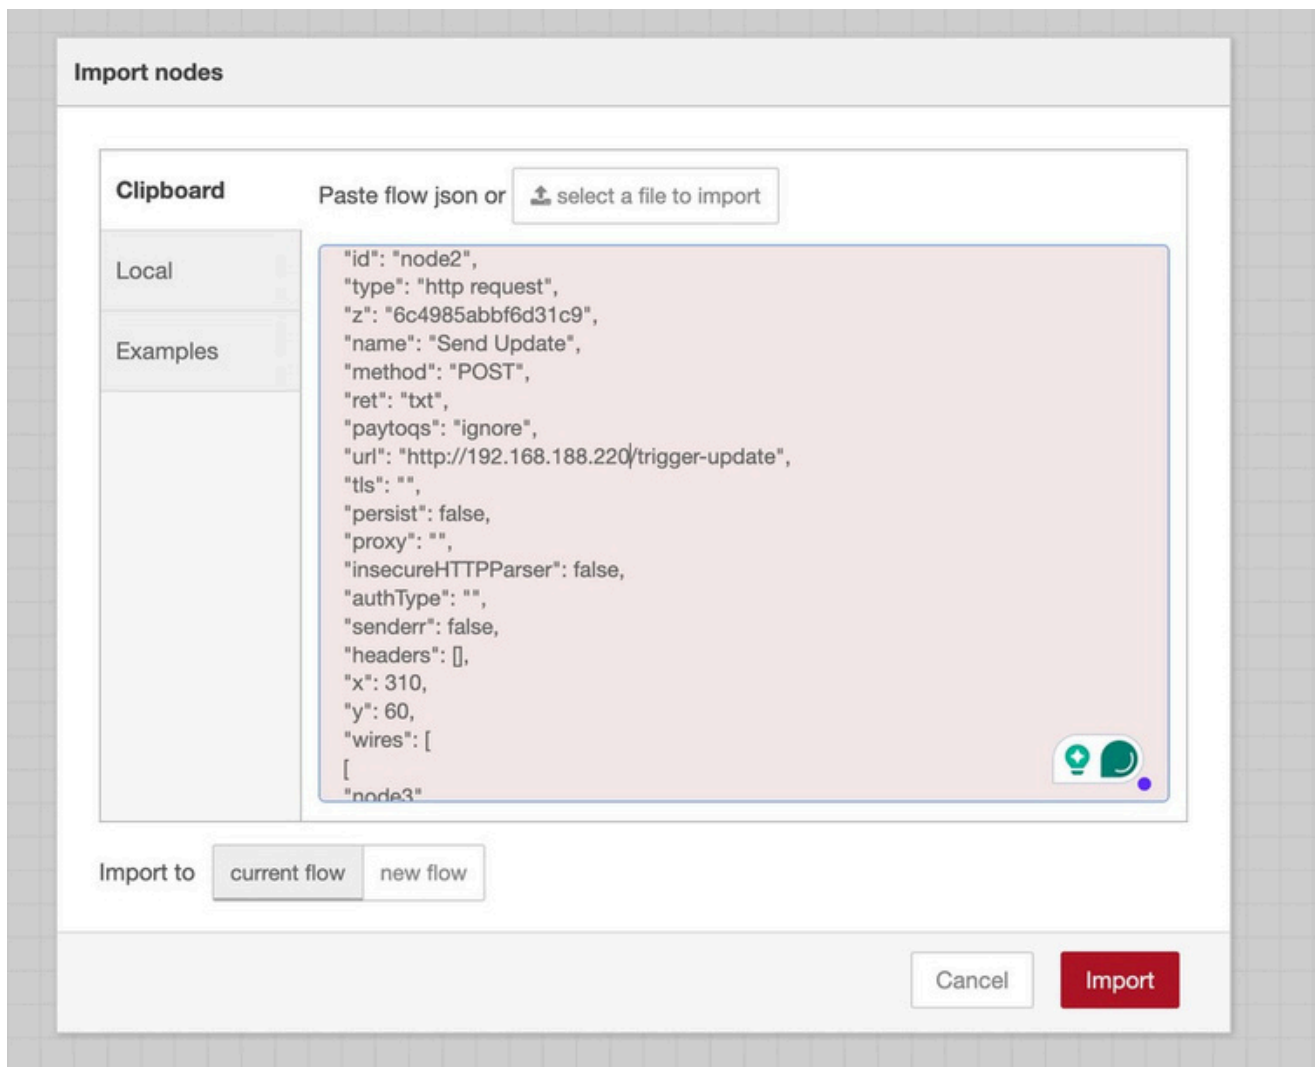 Import nodes
Clipboard
Paste flow json or select a file to import
Local
Examples
"id": "node2",
"type": "http request",
"z": "6c4985abbf6d31c9",
"name": "Send Update",
"method": "POST",
"ret": "txt",
"paytoqs": "ignore",
"url": "http://192.168.188.220/trigger-update",
"tls": "",
"persist": false,
"proxy": "",
"insecureHTTPParser": false,
"authType": "",
"senderr": false,
"headers": [],
"x": 310,
"y": 60,
"wires": [
[
"node3"
Import to current flow new flow
Cancel Import